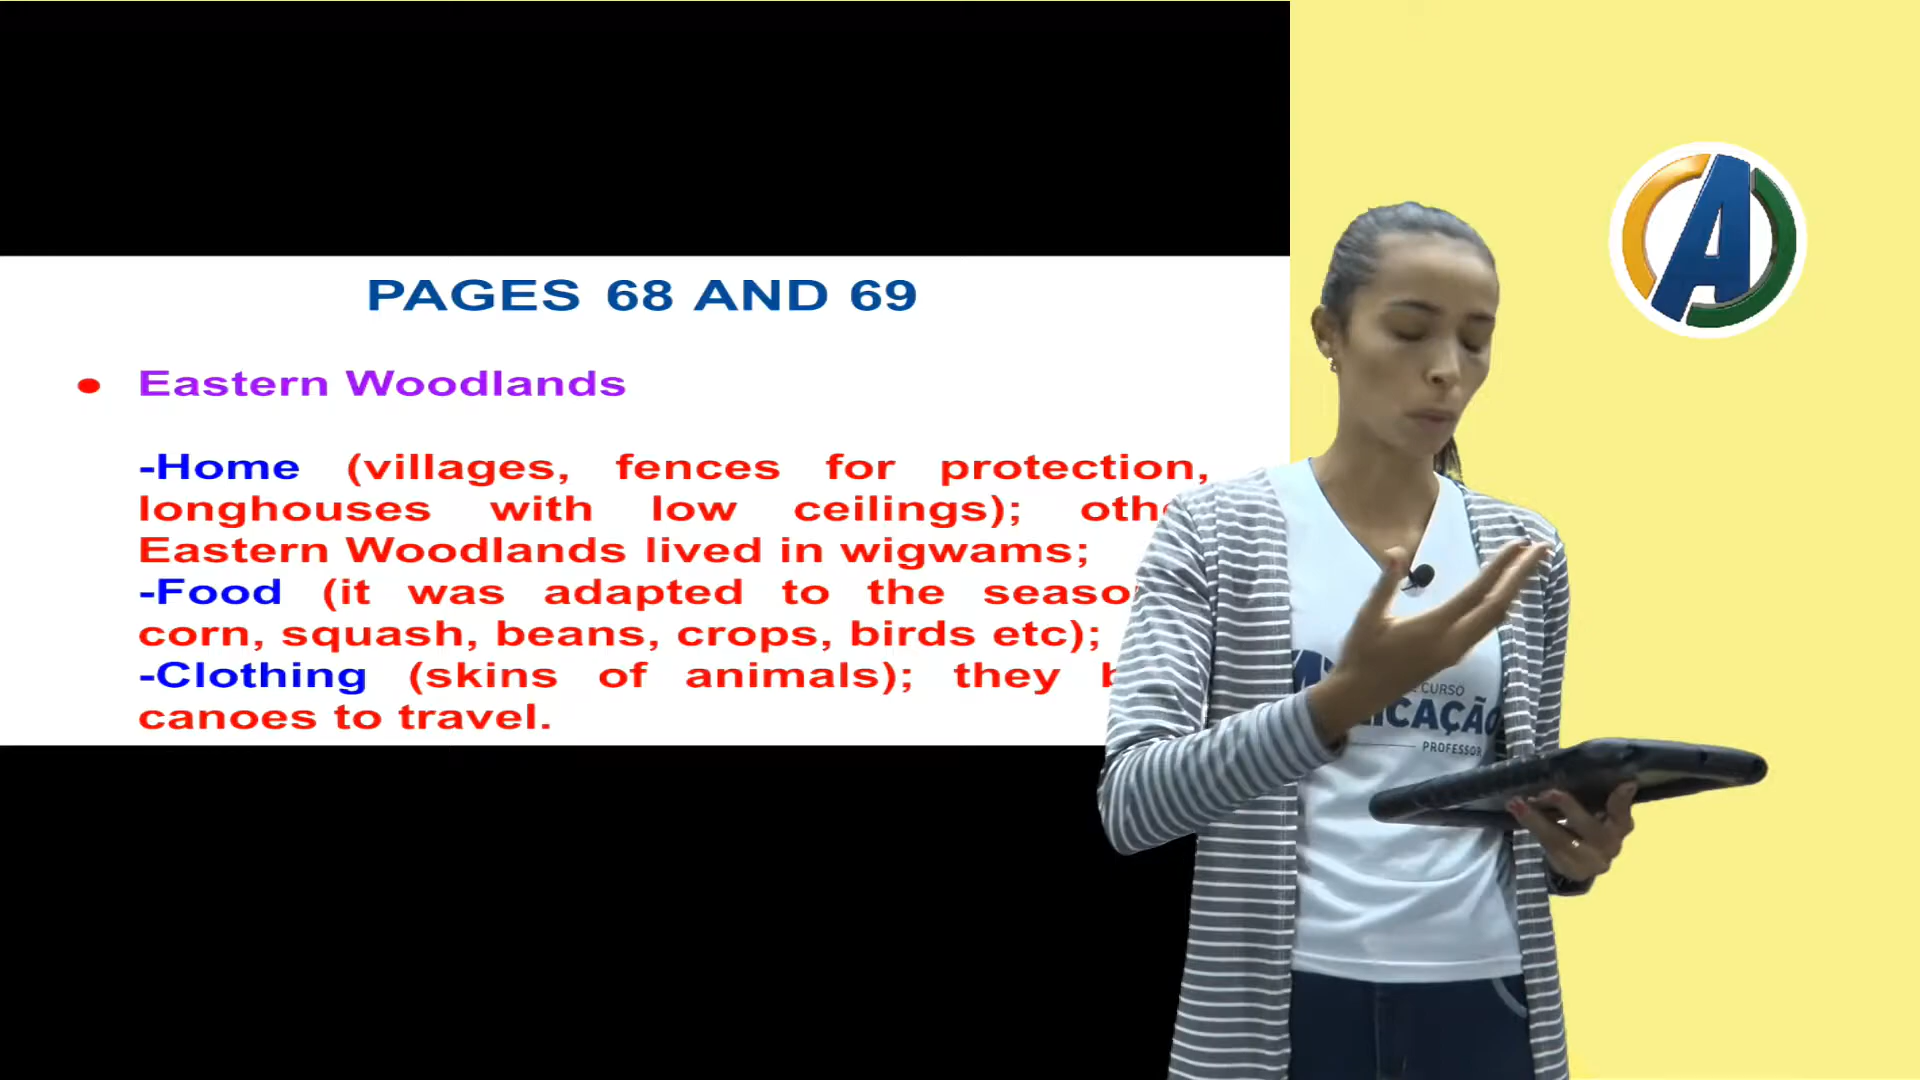 PAGES 68 AND 69
Eastern Woodlands
-Home (villages, fences for protection,
longhouses with low ceilings);
Eastern Woodlands lived in wigwams;
-Food (it was adapted to the
corn, squash, beans, crops, birds etc);
-Clothing (skins of animals); they
canoes to travel.
A
CURSO
PROFESSOR